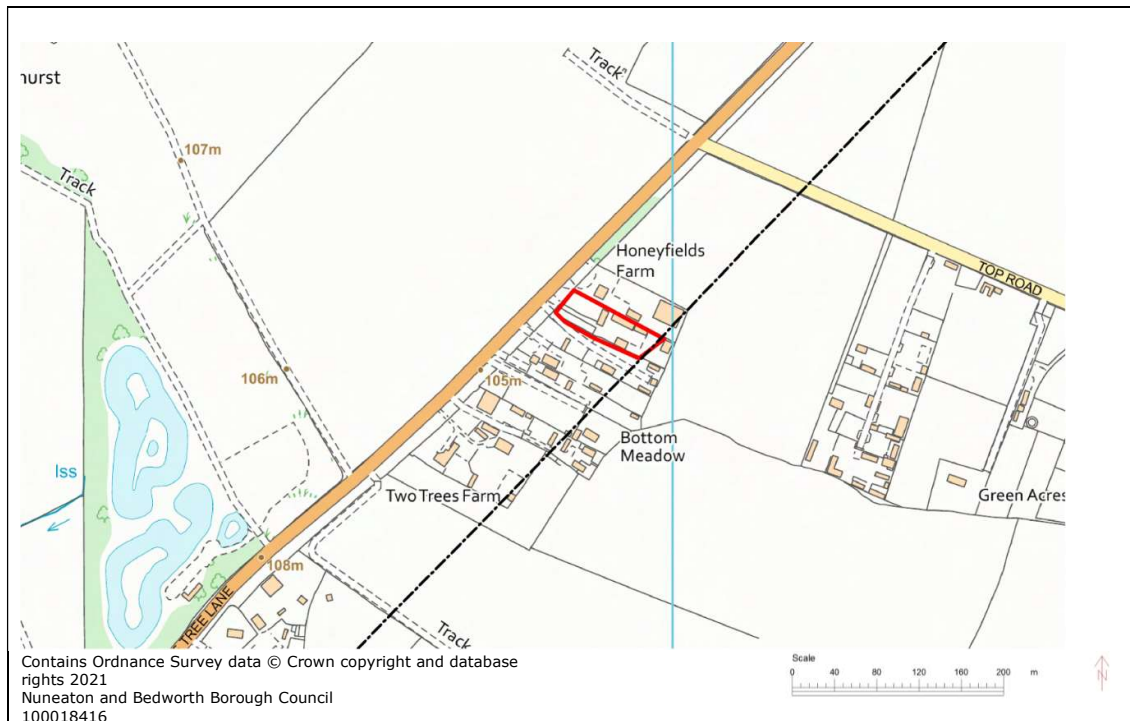 hurst
Track
107m
Track
Honeyfields
Farm
TOP ROAD
106m
105m
Bottom
Meadow
Iss
Two Trees Farm
Green Acres
108m
TREE LANE
Track
Contains Ordnance Survey data © Crown copyright and database
rights 2021
Nuneaton and Bedworth Borough Council
100018416
Scale
0 40 80 120 160 200 m
N